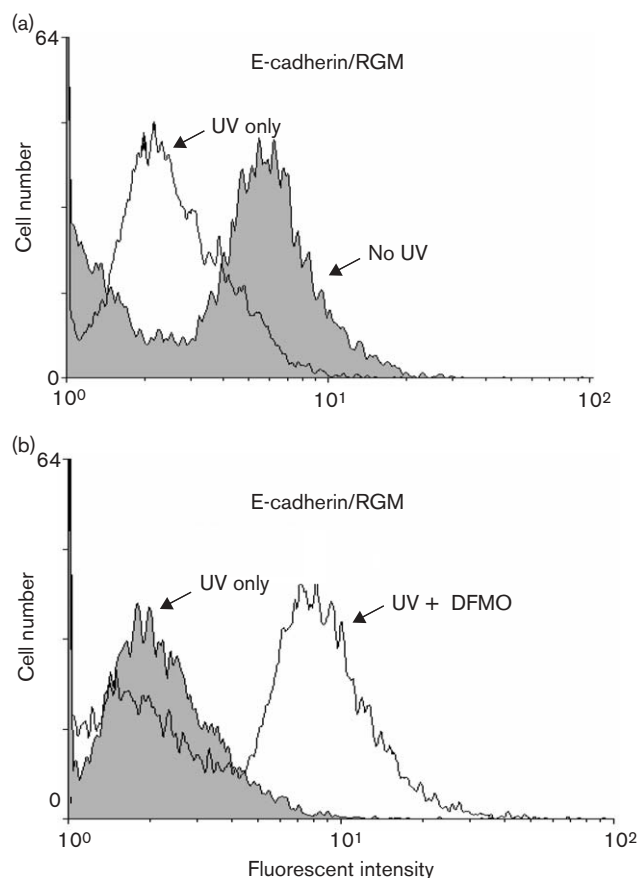 (a)
64
E-cadherin/RGM
UV only
No UV
Cell number
0
10⁰
10¹
10²
(b)
64
E-cadherin/RGM
UV only
UV + DFMO
Cell number
0
10⁰
10¹
10²
Fluorescent intensity